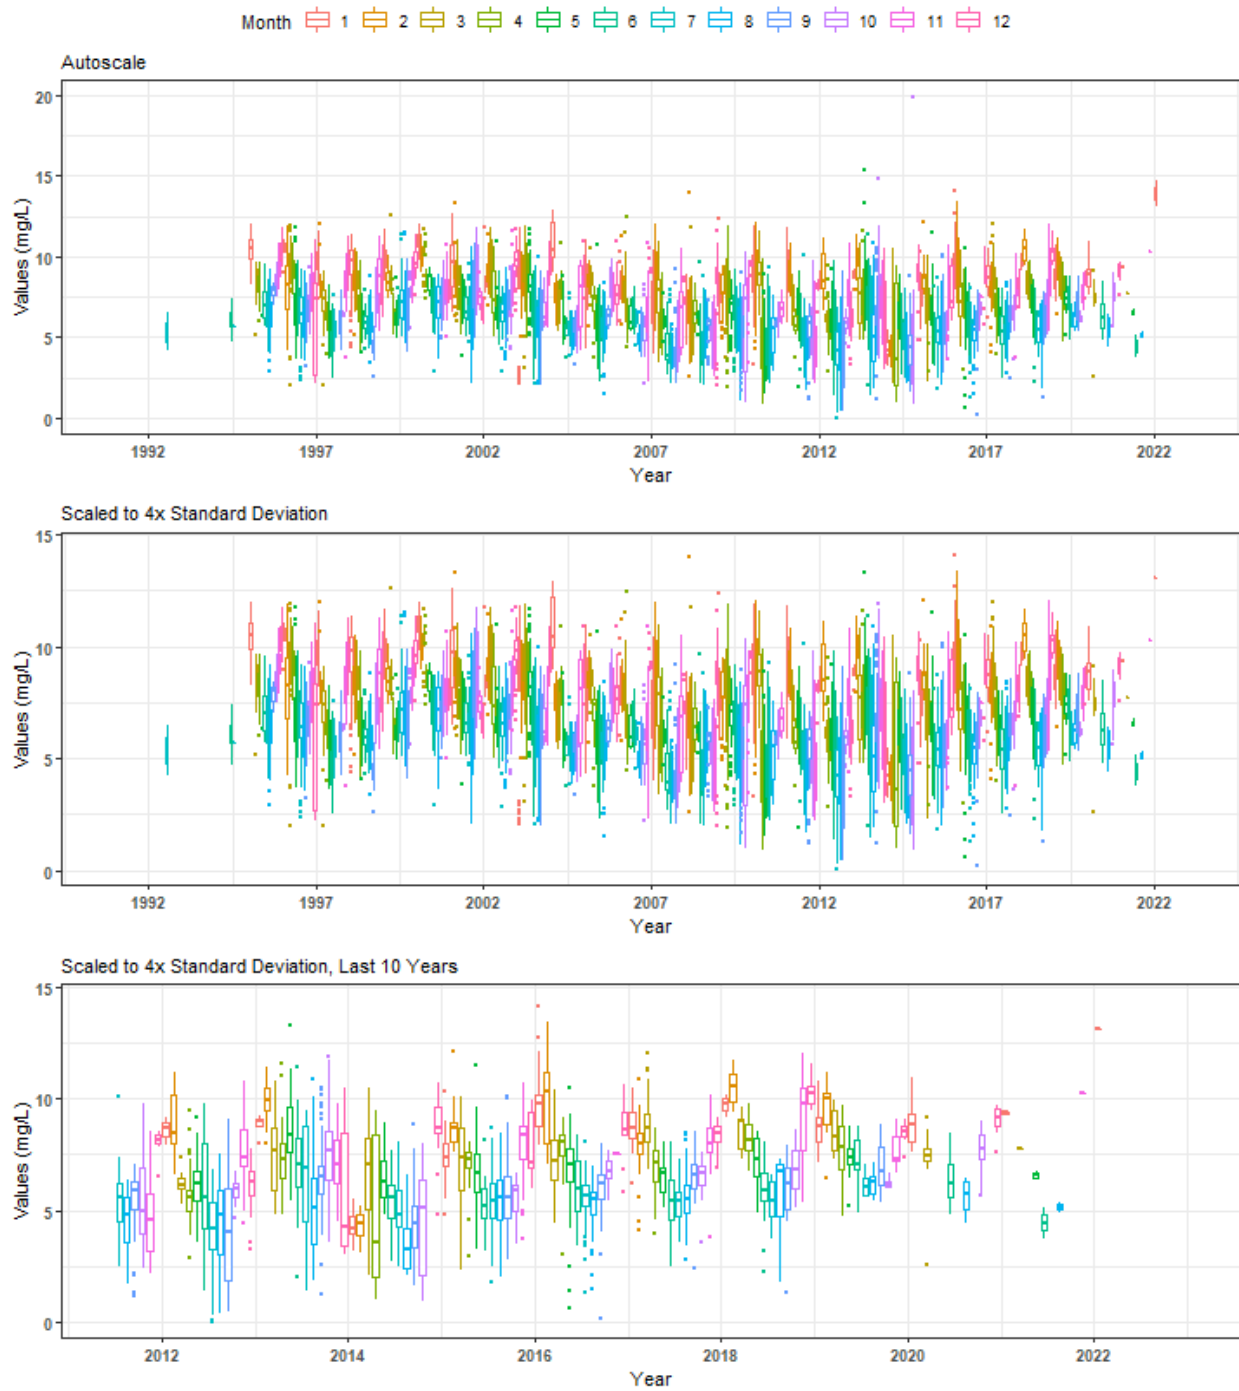 Month 1 2 3 4 5 6 7 8 9 10 11 12
Autoscale
20
15
10
5
0
Values (mg/L)
1992 1997 2002 2007 2012 2017 2022
Year
Scaled to 4x Standard Deviation
15
10
5
0
Values (mg/L)
1992 1997 2002 2007 2012 2017 2022
Year
Scaled to 4x Standard Deviation, Last 10 Years
15
10
5
0
Values (mg/L)
2012 2014 2016 2018 2020 2022
Year